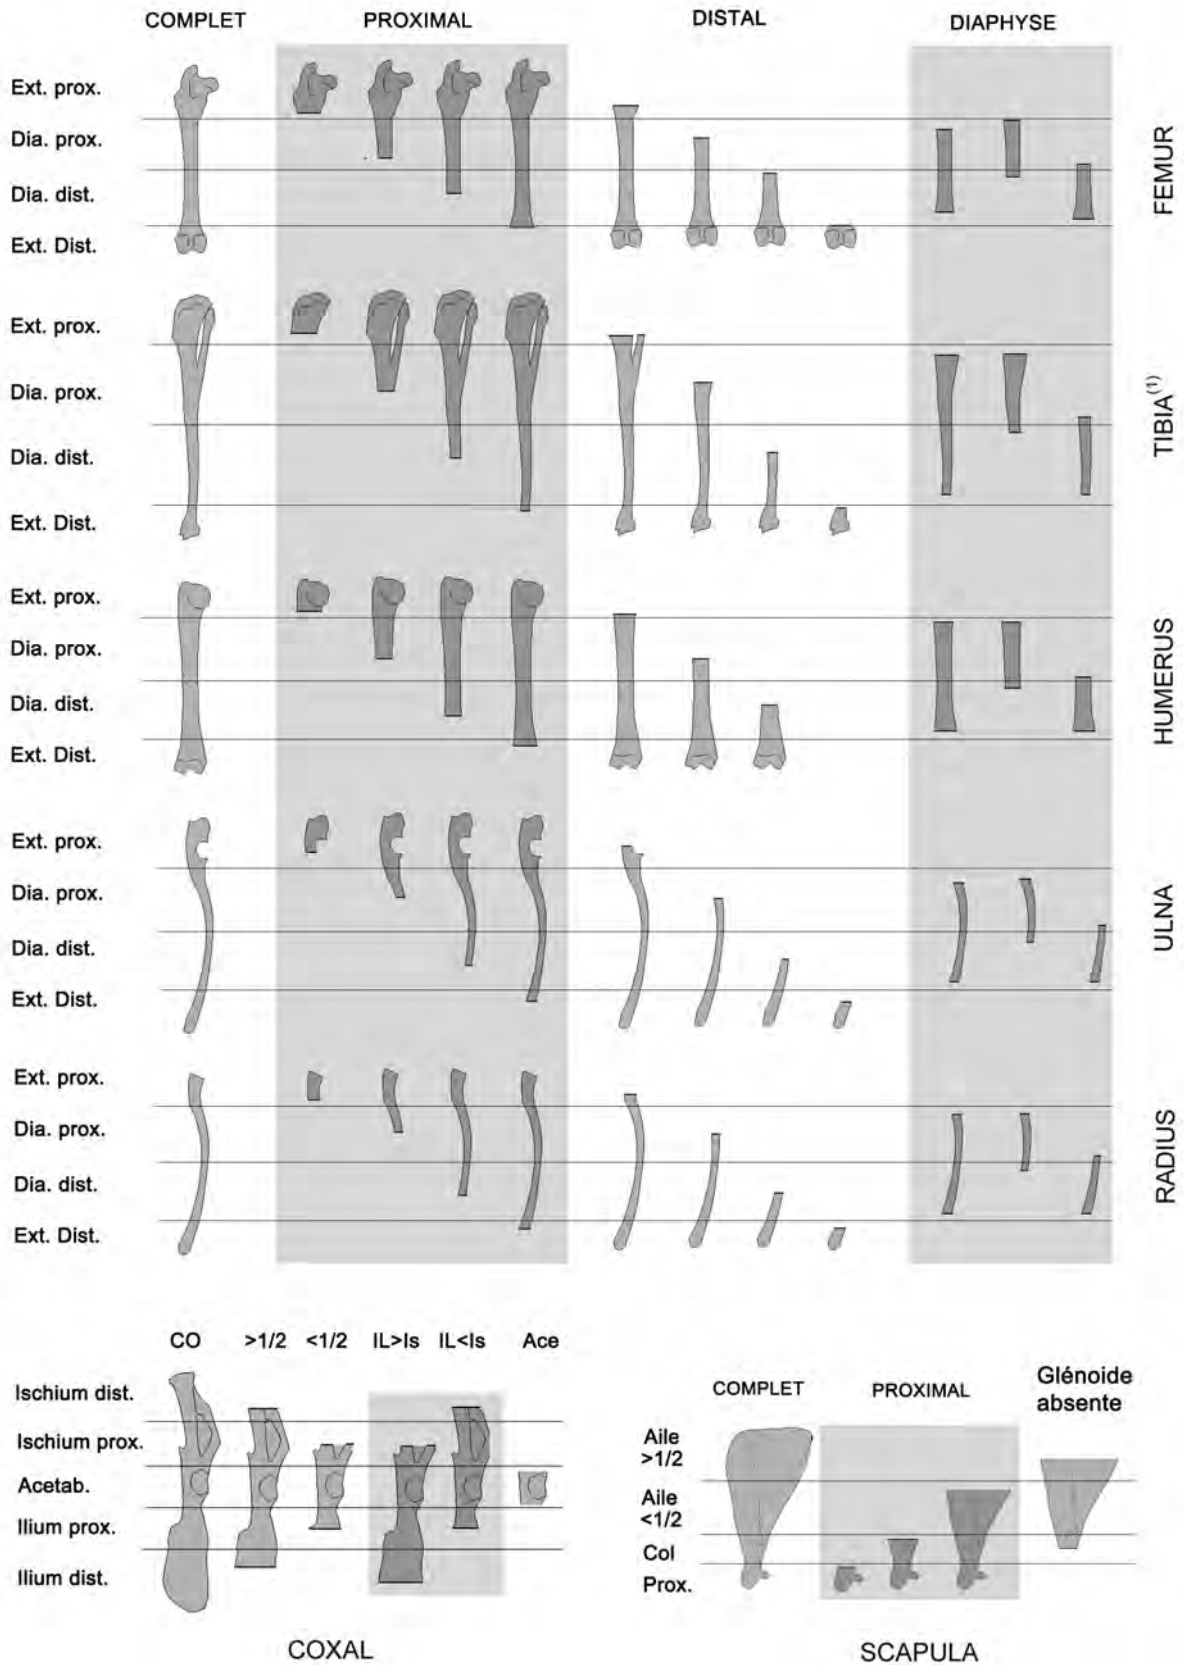 COMPLET PROXIMAL DISTAL DIAPHYSE
Ext. prox.
Dia. prox.
Dia. dist.
Ext. Dist.
FEMUR
Ext. prox.
Dia. prox.
Dia. dist.
Ext. Dist.
TIBIA(1)
Ext. prox.
Dia. prox.
Dia. dist.
Ext. Dist.
HUMERUS
Ext. prox.
Dia. prox.
Dia. dist.
Ext. Dist.
ULNA
Ext. prox.
Dia. prox.
Dia. dist.
Ext. Dist.
RADIUS
CO >1/2 <1/2 IL>Is IL<Is Ace
Ischium dist.
Ischium prox.
Acetab.
Ilium prox.
Ilium dist.
COXAL
COMPLET PROXIMAL Glénoide
absente
Aile
>1/2
Aile
<1/2
Col
Prox.
SCAPULA